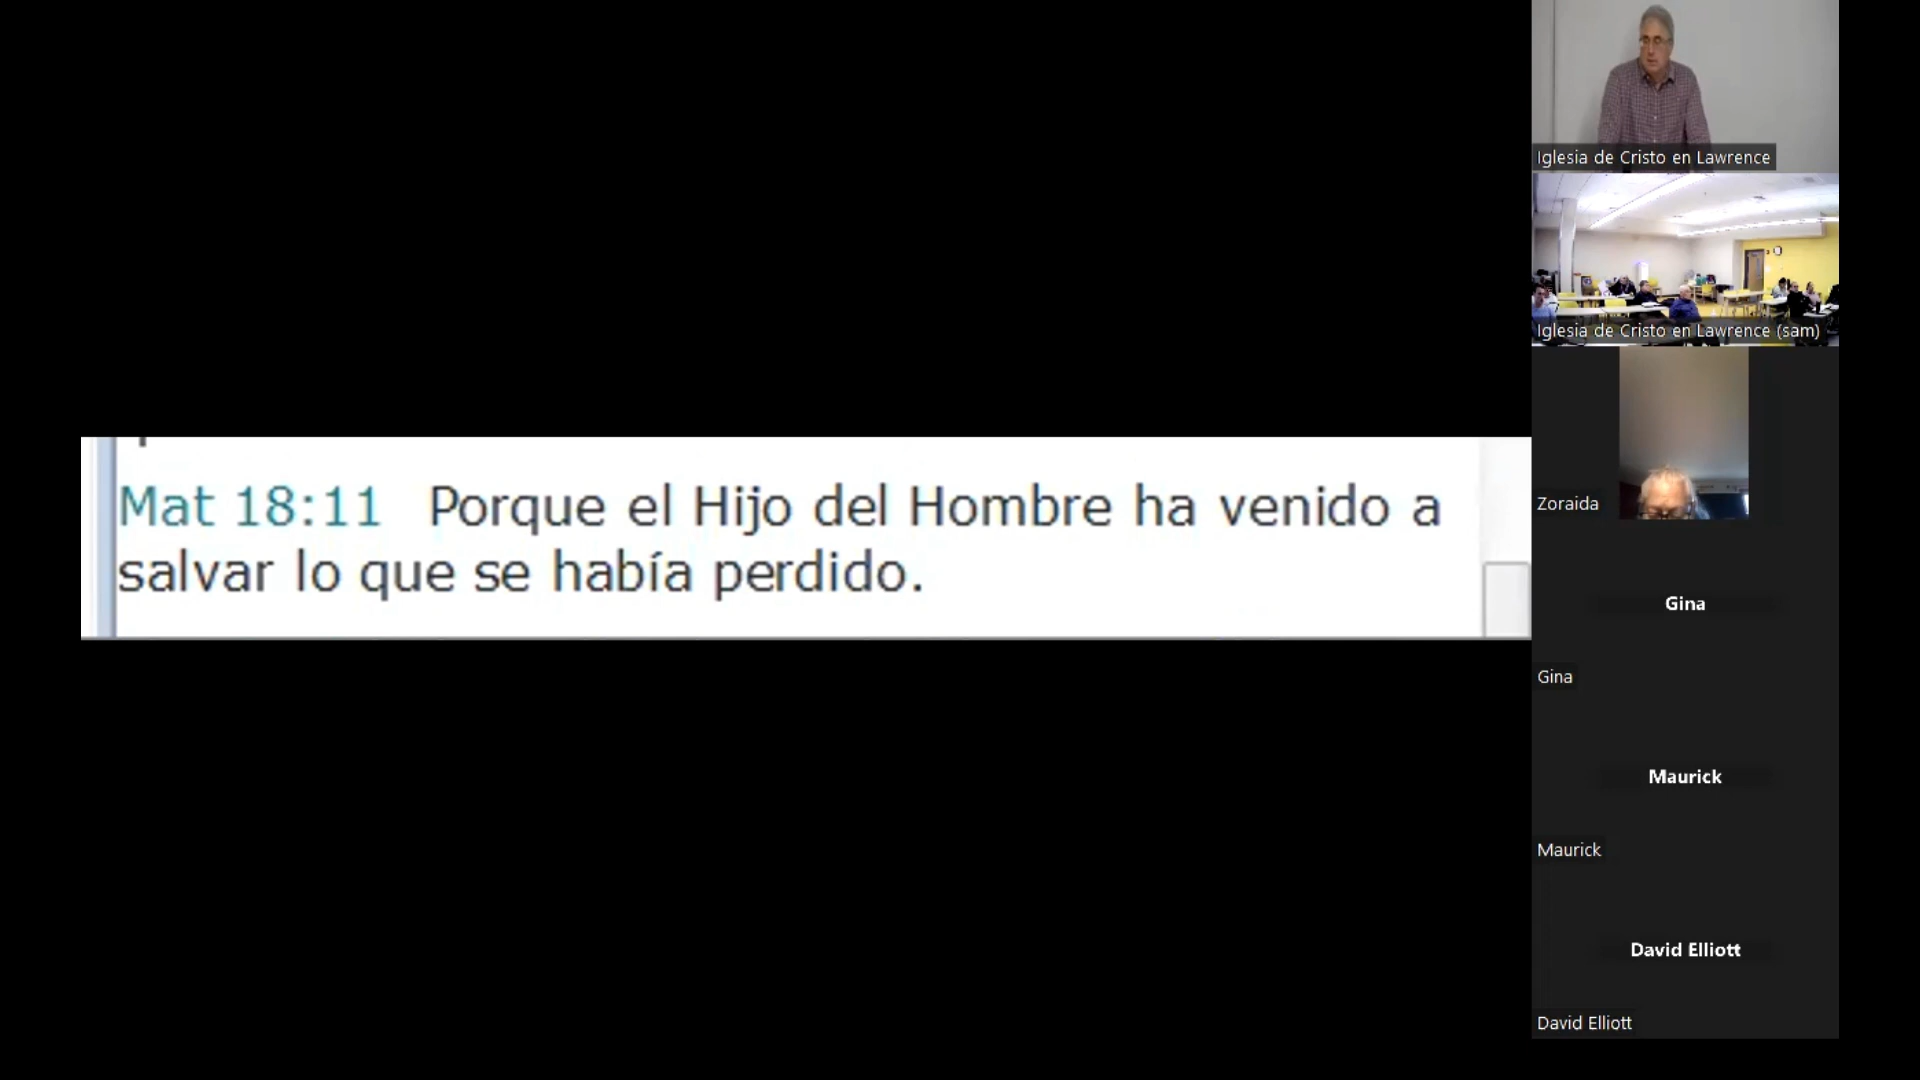 Mat 18:11 Porque el Hijo del Hombre ha venido a
salvar lo que se había perdido.
Iglesia de Cristo en Lawrence
Iglesia de Cristo en Lawrence (sam)
Zoraida
Gina
Gina
Maurick
Maurick
David Elliott
David Elliott